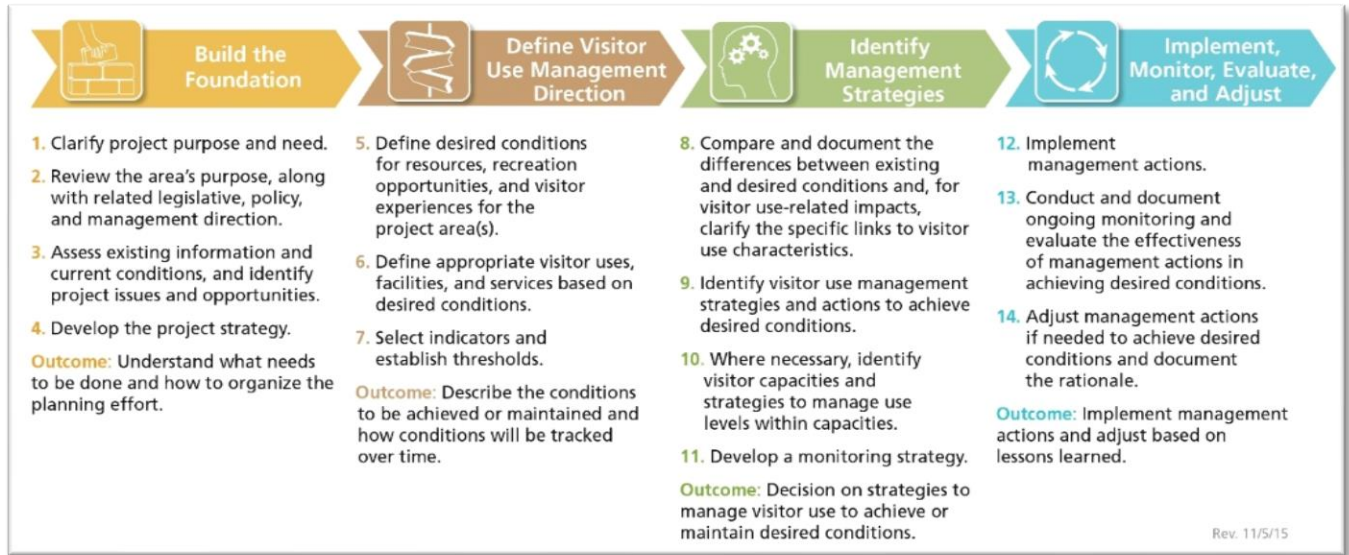 Build the
Foundation
1. Clarify project purpose and need.
2. Review the area's purpose, along
with related legislative, policy,
and management direction.
3. Assess existing information and
current conditions, and identify
project issues and opportunities.
4. Develop the project strategy.
Outcome: Understand what needs
to be done and how to organize the
planning effort.
Define Visitor
Use Management
Direction
5. Define desired conditions
for resources, recreation
opportunities, and visitor
experiences for the
project area(s).
6. Define appropriate visitor uses,
facilities, and services based on
desired conditions.
7. Select indicators and
establish thresholds.
Outcome: Describe the conditions
to be achieved or maintained and
how conditions will be tracked
over time.
Identify
Management
Strategies
8. Compare and document the
differences between existing
and desired conditions and, for
visitor use-related impacts,
clarify the specific links to visitor
use characteristics.
9. Identify visitor use management
strategies and actions to achieve
desired conditions.
10. Where necessary, identify
visitor capacities and
strategies to manage use
levels within capacities.
11. Develop a monitoring strategy.
Outcome: Decision on strategies to
manage visitor use to achieve or
maintain desired conditions.
Implement,
Monitor, Evaluate,
and Adjust
12. Implement
management actions.
13. Conduct and document
ongoing monitoring and
evaluate the effectiveness
of management actions in
achieving desired conditions.
14. Adjust management actions
if needed to achieve desired
conditions and document
the rationale.
Outcome: Implement management
actions and adjust based on
lessons learned.
Rev. 11/5/15